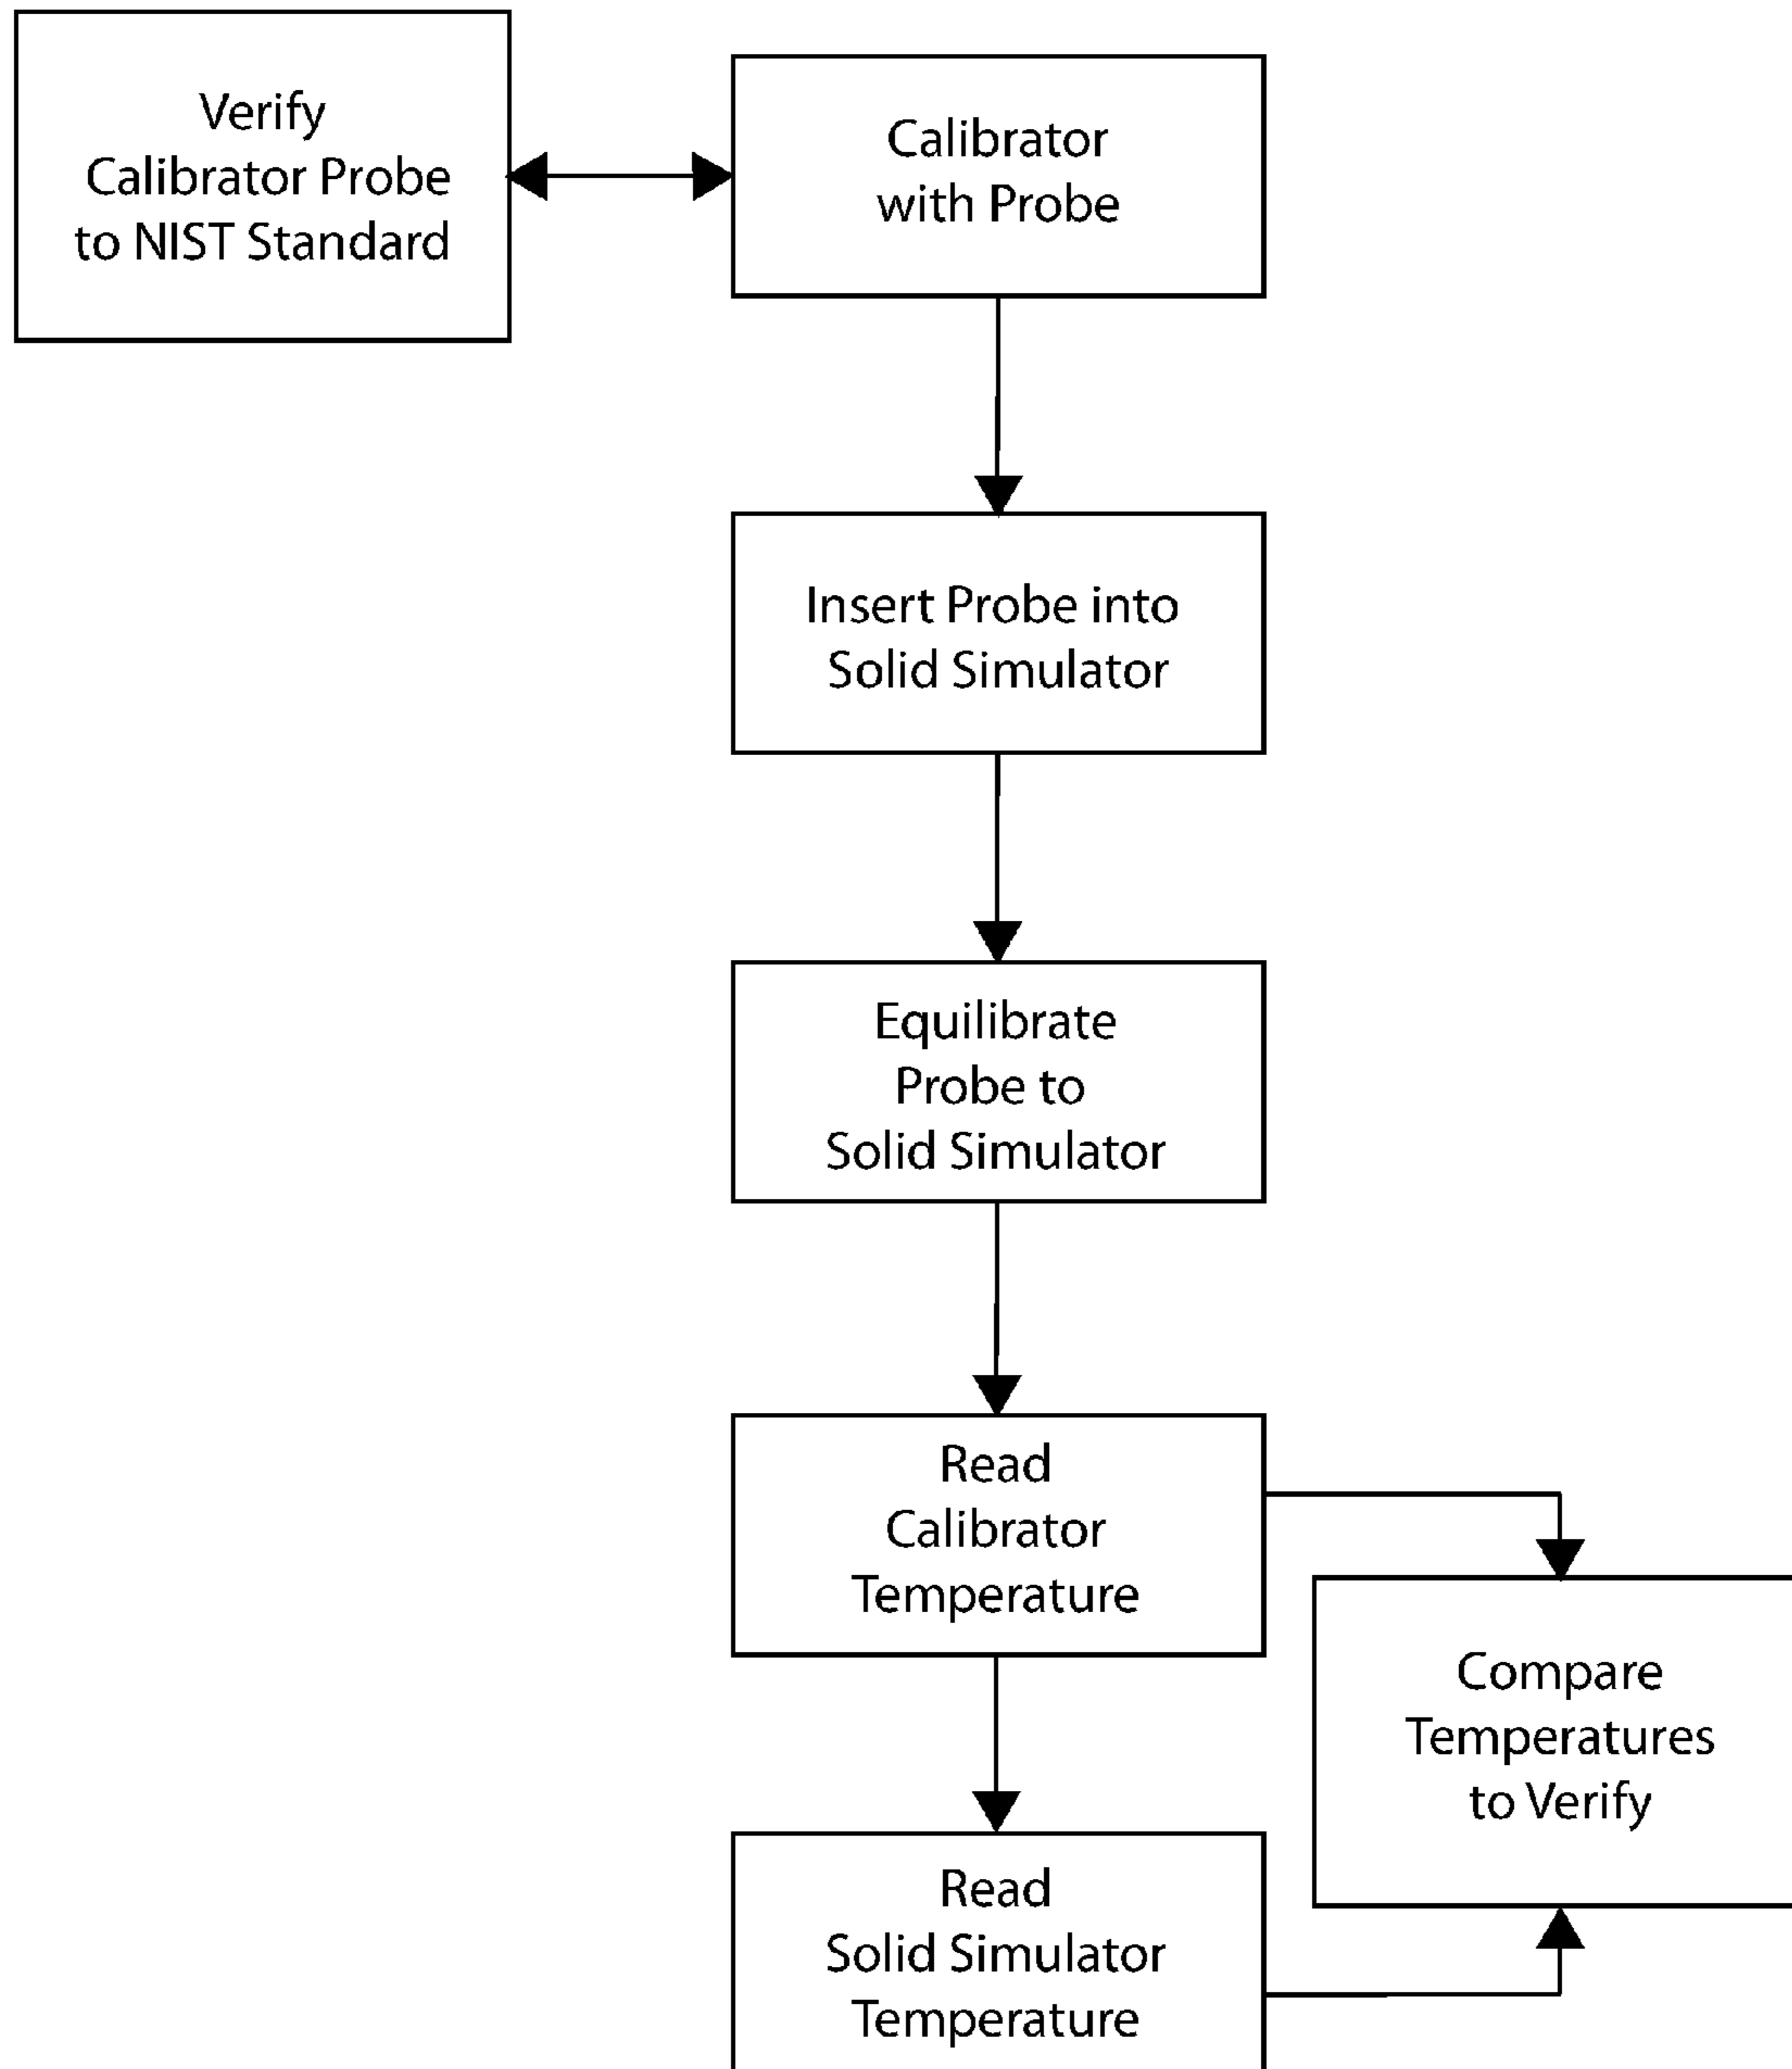 Verify
Calibrator Probe
to NIST Standard
Calibrator
with Probe
Insert Probe into
Solid Simulator
Equilibrate
Probe to
Solid Simulator
Read
Calibrator
Temperature
Compare
Temperatures
to Verify
Read
Solid Simulator
Temperature